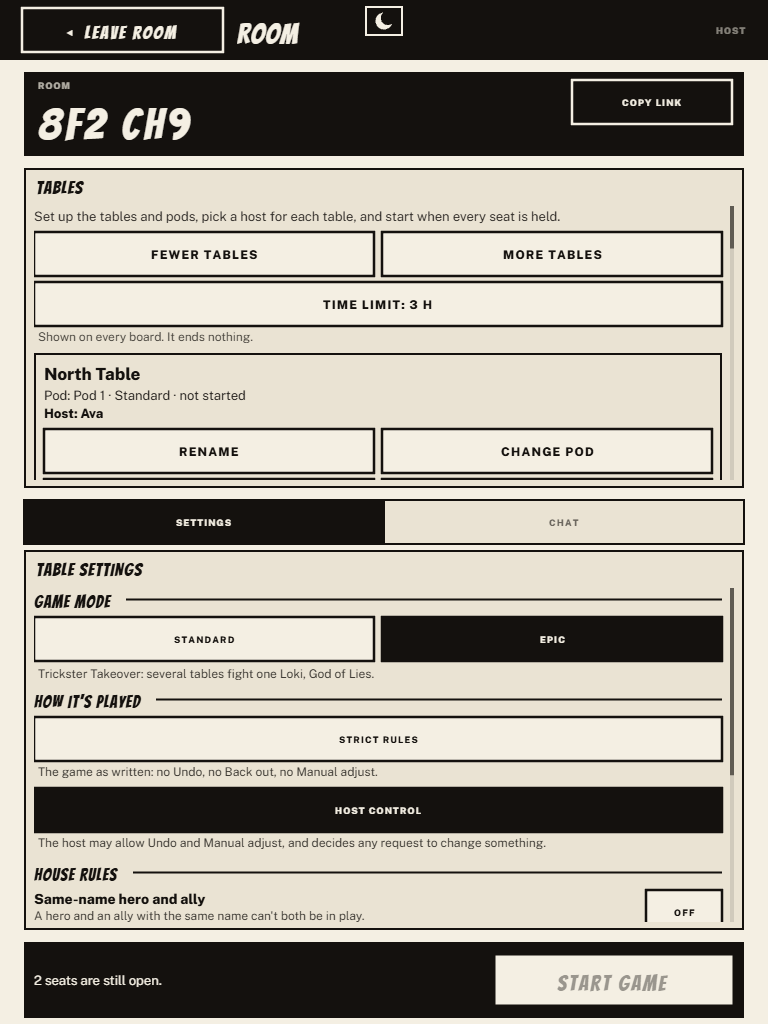 ◄ LEAVE ROOM
ROOM
HOST
ROOM
8F2 CH9
COPY LINK
TABLES
Set up the tables and pods, pick a host for each table, and start when every seat is held.
FEWER TABLES
MORE TABLES
TIME LIMIT: 3 H
Shown on every board. It ends nothing.
North Table
Pod: Pod 1 · Standard · not started
Host: Ava
RENAME
CHANGE POD
SETTINGS
CHAT
TABLE SETTINGS
GAME MODE
STANDARD
EPIC
Trickster Takeover: several tables fight one Loki, God of Lies.
HOW IT'S PLAYED
STRICT RULES
The game as written: no Undo, no Back out, no Manual adjust.
HOST CONTROL
The host may allow Undo and Manual adjust, and decides any request to change something.
HOUSE RULES
Same-name hero and ally
A hero and an ally with the same name can't both be in play.
OFF
2 seats are still open.
START GAME